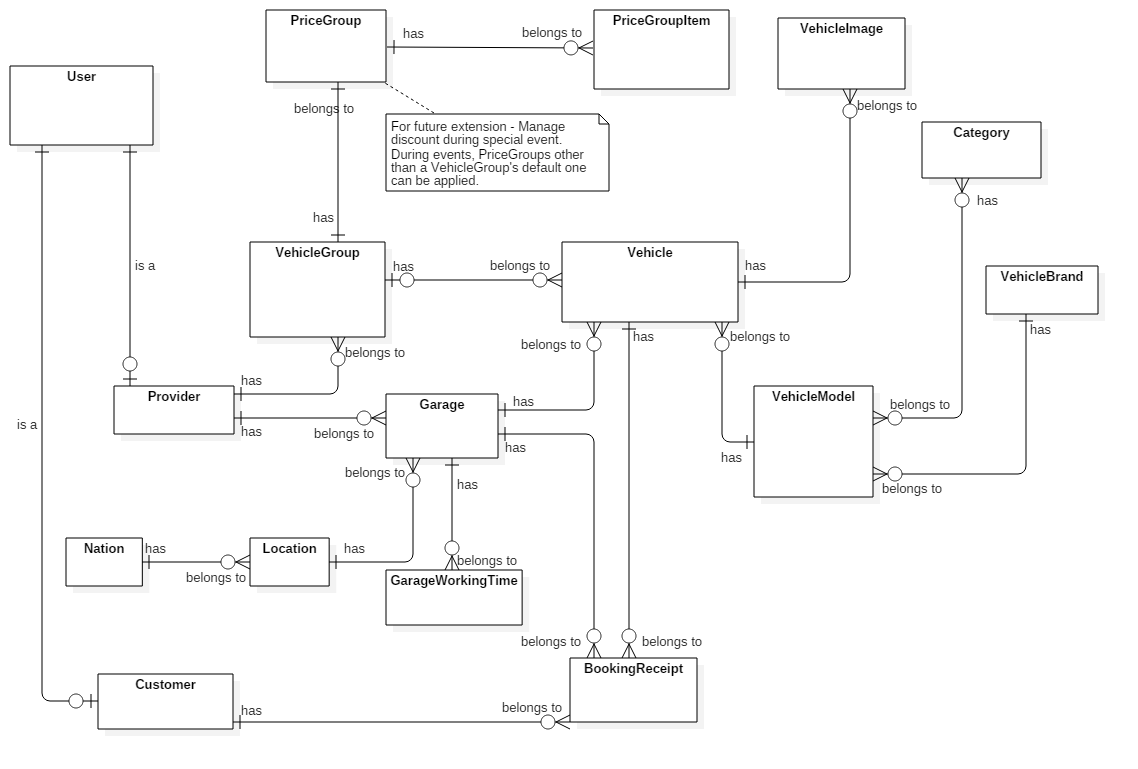 PriceGroup
has
belongs to
PriceGroupItem
VehicleImage
belongs to
User
belongs to
For future extension - Manage
discount during special event.
During events, PriceGroups other
than a VehicleGroup's default one
can be applied.
Category
has
has
VehicleGroup
has
belongs to
Vehicle
has
VehicleBrand
has
is a
belongs to
belongs to
has
belongs to
Provider
has
has
Garage
has
has
belongs to
VehicleModel
belongs to
has
belongs to
is a
belongs to
has
Nation
has
belongs to
Location
has
belongs to
GarageWorkingTime
belongs to
belongs to
BookingReceipt
Customer
has
belongs to